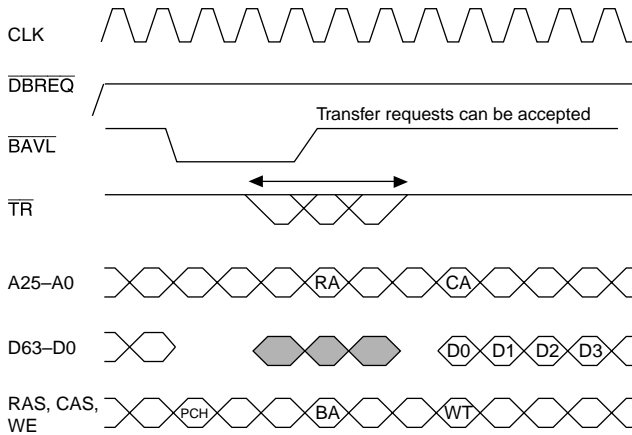 CLK
DBREQ
Transfer requests can be accepted
BAVL
TR
A25–A0 RA CA
D63–D0 D0 D1 D2 D3
RAS, CAS,
WE PCH BA WT